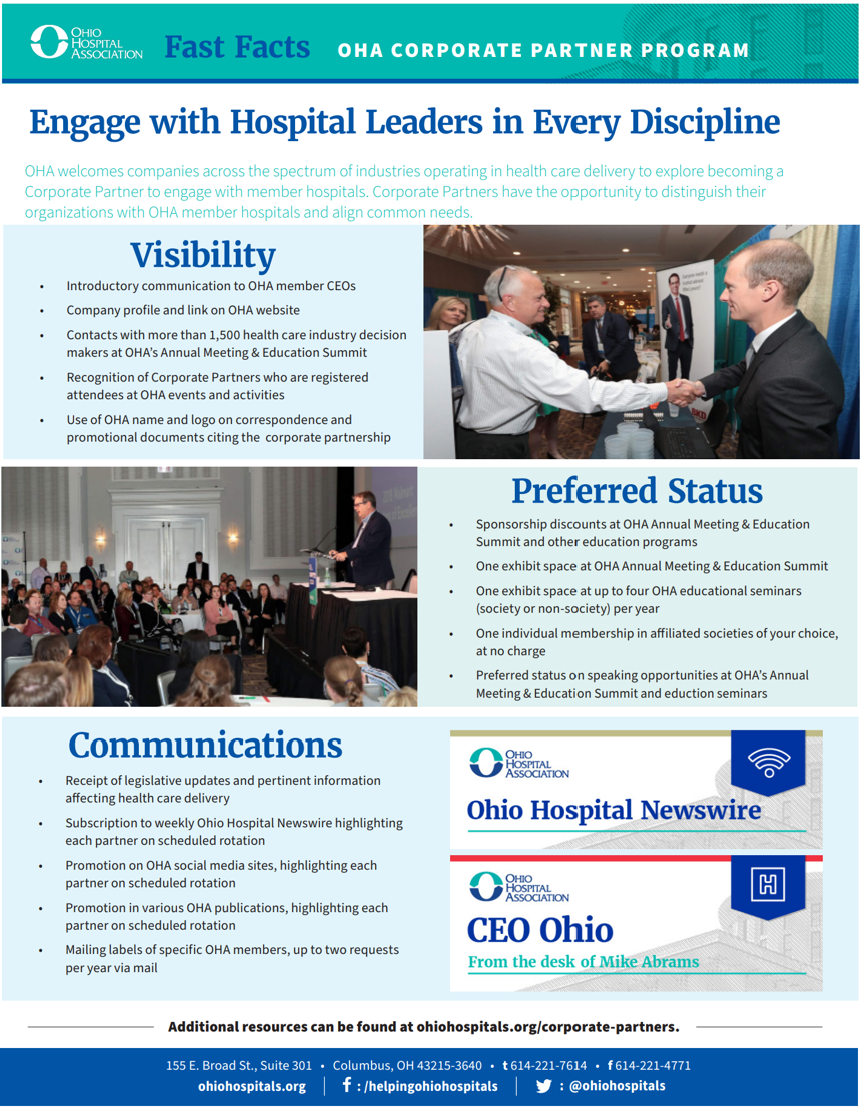 OHIO
HOSPITAL
ASSOCIATION
Fast Facts OHA CORPORATE PARTNER PROGRAM
Engage with Hospital Leaders in Every Discipline
OHA welcomes companies across the spectrum of industries operating in health care delivery to explore becoming a
Corporate Partner to engage with member hospitals. Corporate Partners have the opportunity to distinguish their
organizations with OHA member hospitals and align common needs.
Visibility
• Introductory communication to OHA member CEOs
• Company profile and link on OHA website
• Contacts with more than 1,500 health care industry decision
makers at OHA's Annual Meeting & Education Summit
• Recognition of Corporate Partners who are registered
attendees at OHA events and activities
• Use of OHA name and logo on correspondence and
promotional documents citing the corporate partnership
BKD
Preferred Status
• Sponsorship discounts at OHA Annual Meeting & Education
Summit and other education programs
• One exhibit space at OHA Annual Meeting & Education Summit
• One exhibit space at up to four OHA educational seminars
(society or non-society) per year
• One individual membership in affiliated societies of your choice,
at no charge
• Preferred status on speaking opportunities at OHA's Annual
Meeting & Education Summit and eduction seminars
Communications
• Receipt of legislative updates and pertinent information
affecting health care delivery
• Subscription to weekly Ohio Hospital Newswire highlighting
each partner on scheduled rotation
• Promotion on OHA social media sites, highlighting each
partner on scheduled rotation
• Promotion in various OHA publications, highlighting each
partner on scheduled rotation
• Mailing labels of specific OHA members, up to two requests
per year via mail
OHIO
HOSPITAL
ASSOCIATION
Ohio Hospital Newswire
OHIO
HOSPITAL
ASSOCIATION
CEO Ohio
From the desk of Mike Abrams
Additional resources can be found at ohiohospitals.org/corporate-partners.
155 E. Broad St., Suite 301 • Columbus, OH 43215-3640 • t 614-221-7614 • f 614-221-4771
ohiohospitals.org | f : /helpingohiohospitals | : @ohiohospitals